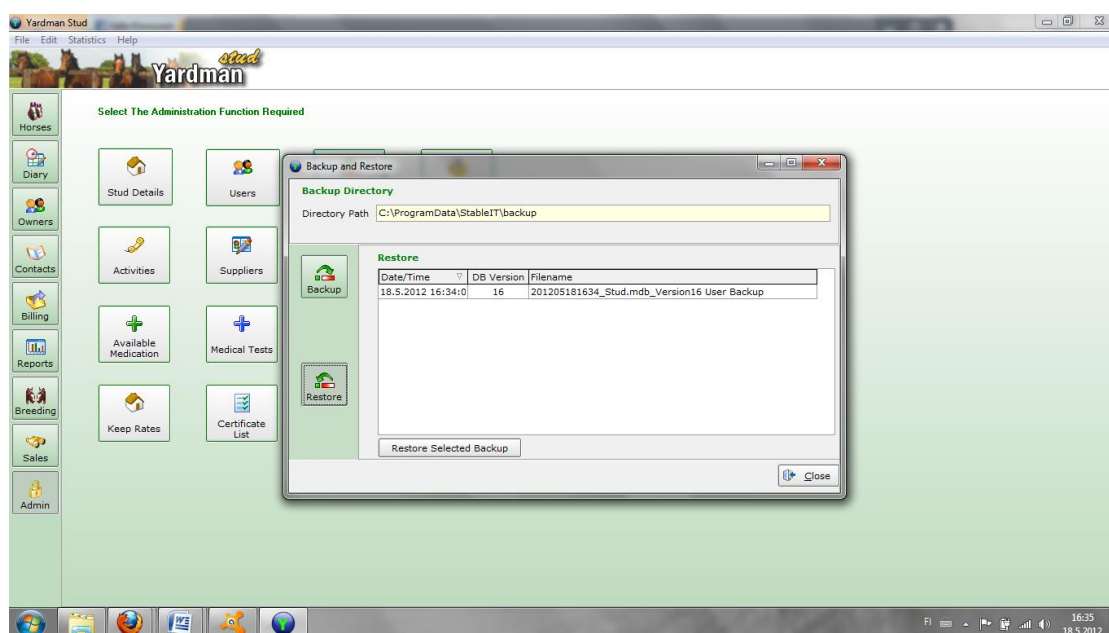 Yardman Stud
File Edit Statistics Help
Yardman stud
Horses
Diary
Owners
Contacts
Billing
Reports
Breeding
Sales
Admin
Select The Administration Function Required
Stud Details
Users
Activities
Suppliers
Available
Medication
Medical Tests
Keep Rates
Certificate
List
Backup and Restore
Backup Directory
Directory Path C:\ProgramData\StableIT\backup
Backup
Restore
Restore
Date/Time DB Version Filename
18.5.2012 16:34:0 16 201205181634_Stud.mdb_Version16 User Backup
Restore Selected Backup
Close
FI
16:35
18.5.2012